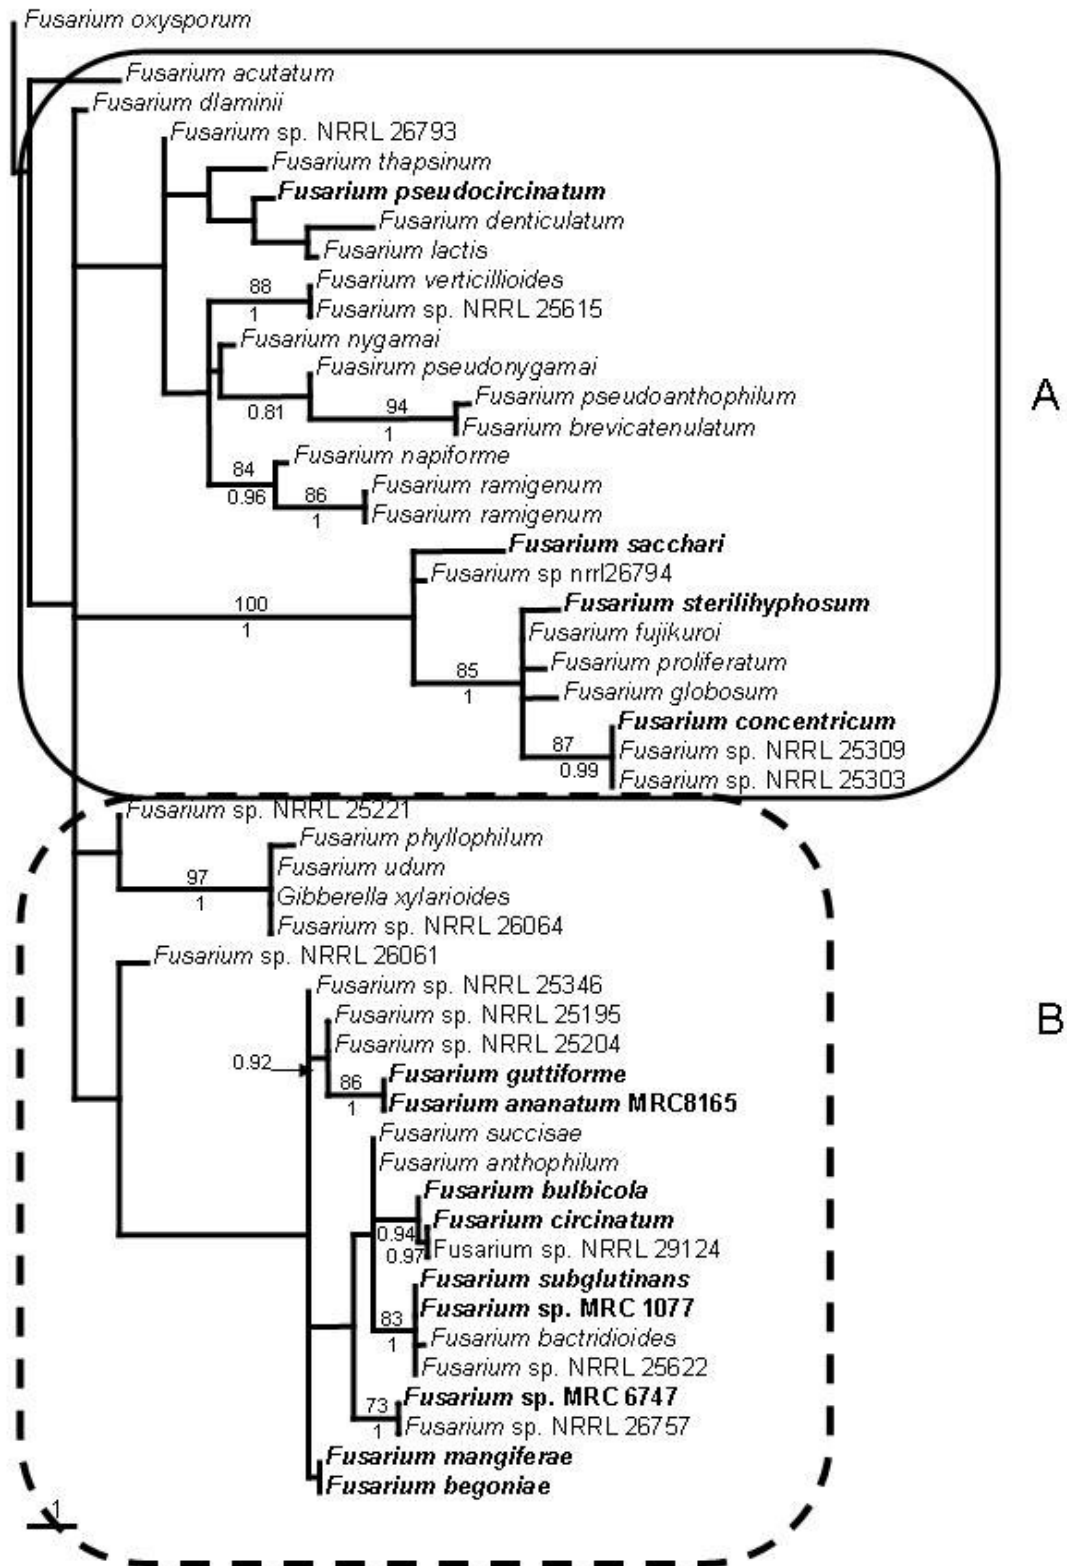 Fusarium oxysporum
Fusarium acutatum
Fusarium dlaminii
Fusarium sp. NRRL 26793
Fusarium thapsinum
Fusarium pseudocircinatum
Fusarium denticulatum
Fusarium lactis
Fusarium verticillioides
88
1
Fusarium sp. NRRL 25615
Fusarium nygamai
Fuasirum pseudonygamai
A
Fusarium pseudoanthophilum
0.81
94
1
Fusarium brevicatenulatum
Fusarium napiforme
84
0.96
Fusarium ramigenum
86
1
Fusarium ramigenum
Fusarium sacchari
Fusarium sp nrrl26794
100
1
Fusarium sterilihyphosum
Fusarium fujikuroi
Fusarium proliferatum
85
1
Fusarium globosum
Fusarium concentricum
87
0.99
Fusarium sp. NRRL 25309
Fusarium sp. NRRL 25303
Fusarium sp. NRRL 25221
Fusarium phyllophilum
Fusarium udum
97
1
Gibberella xylarioides
Fusarium sp. NRRL 26064
Fusarium sp. NRRL 26061
Fusarium sp. NRRL 25346
Fusarium sp. NRRL 25195
B
Fusarium sp. NRRL 25204
0.92
Fusarium guttiforme
86
1
Fusarium ananatum MRC8165
Fusarium succisae
Fusarium anthophilum
Fusarium bulbicola
Fusarium circinatum
0.94
0.97
Fusarium sp. NRRL 29124
Fusarium subglutinans
Fusarium sp. MRC 1077
83
1
Fusarium bactridioides
Fusarium sp. NRRL 25622
Fusarium sp. MRC 6747
73
1
Fusarium sp. NRRL 26757
Fusarium mangiferae
Fusarium begoniae
1